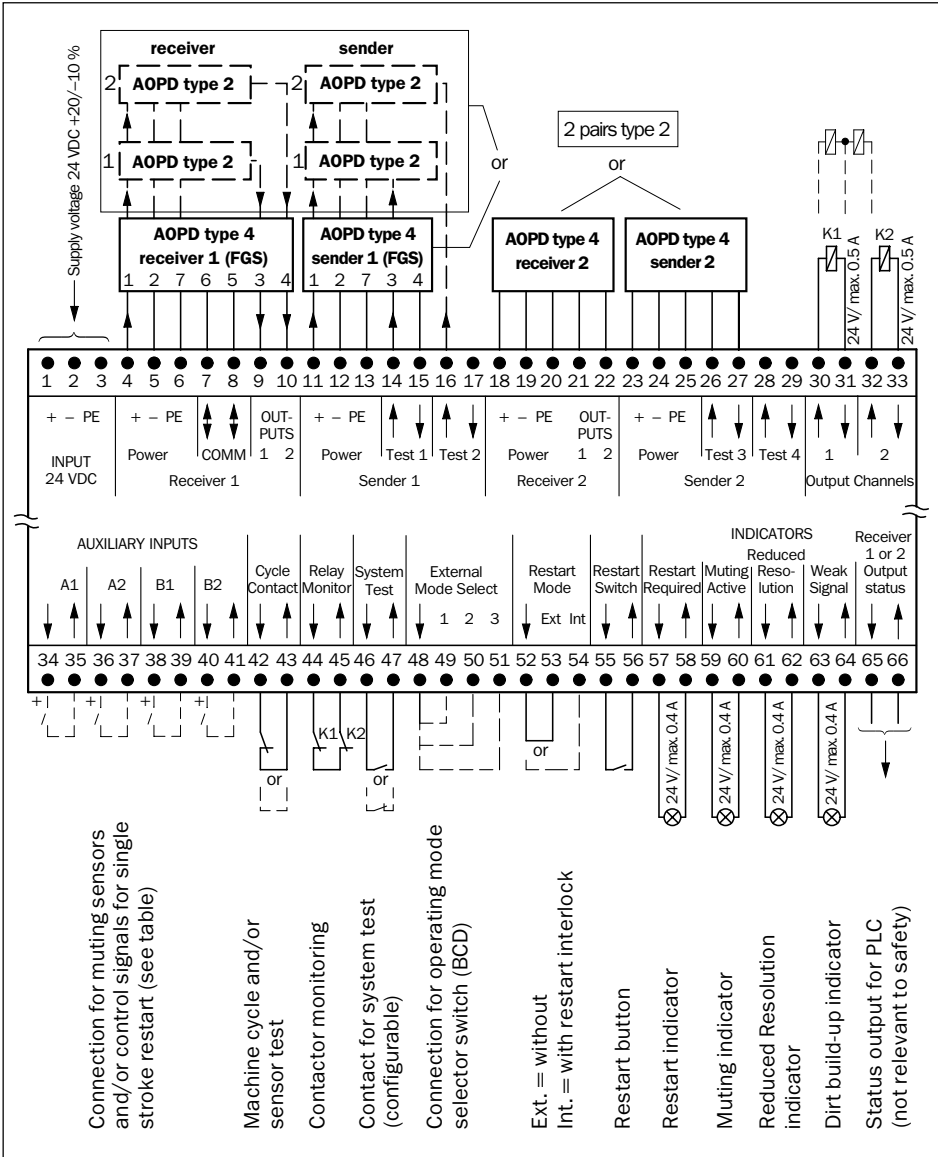 Supply voltage 24 VDC +20/−10 %
receiver sender
2 AOPD type 2 2 AOPD type 2
1 AOPD type 2 1 AOPD type 2
or
2 pairs type 2
or
AOPD type 4
receiver 1 (FGS)
1 2 7 6 5 3 4
AOPD type 4
sender 1 (FGS)
1 2 7 3 4
AOPD type 4
receiver 2
AOPD type 4
sender 2
K1
24 V/ max. 0.5 A
K2
24 V/ max. 0.5 A
1 2 3 4 5 6 7 8 9 10 11 12 13 14 15 16 17 18 19 20 21 22 23 24 25 26 27 28 29 30 31 32 33
+ − PE
INPUT
24 VDC
+ − PE
Power
COMM
OUT-
PUTS
1 2
Receiver 1
+ − PE
Power
Test 1
Test 2
Sender 1
+ − PE
Power
OUT-
PUTS
1 2
Receiver 2
+ − PE
Power
Test 3
Test 4
Sender 2
1 2
Output Channels
AUXILIARY INPUTS
A1 A2 B1 B2
Cycle
Contact
Relay
Monitor
System
Test
External
Mode Select
1 2 3
Restart
Mode
Ext Int
Restart
Switch
INDICATORS
Restart
Required
Muting
Active
Reduced
Reso-
lution
Weak
Signal
Receiver
1 or 2
Output
status
34 35 36 37 38 39 40 41 42 43 44 45 46 47 48 49 50 51 52 53 54 55 56 57 58 59 60 61 62 63 64 65 66
+ + + +
or
K1 K2
or
or
24 V/ max. 0.4 A
24 V/ max. 0.4 A
24 V/ max. 0.4 A
24 V/ max. 0.4 A
Connection for muting sensors
and/or control signals for single
stroke restart (see table)
Machine cycle and/or
sensor test
Contactor monitoring
Contact for system test
(configurable)
Connection for operating mode
selector switch (BCD)
Ext. = without
Int. = with restart interlock
Restart button
Restart indicator
Muting indicator
Reduced Resolution
indicator
Dirt build-up indicator
Status output for PLC
(not relevant to safety)